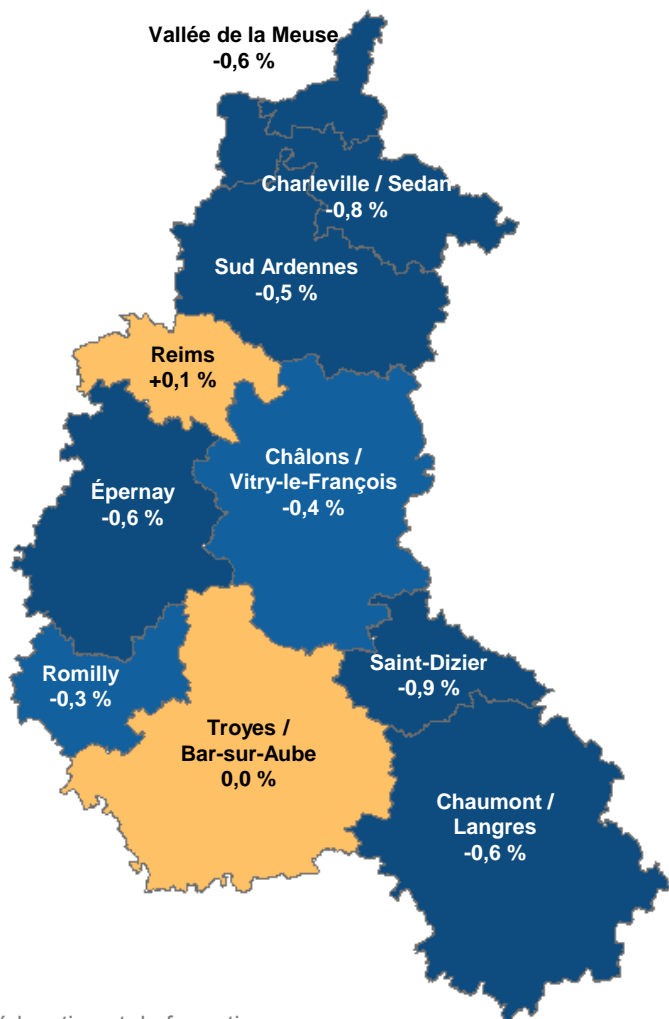 Vallée de la Meuse
-0,6 %
Charleville / Sedan
-0,8 %
Sud Ardennes
-0,5 %
Reims
+0,1 %
Châlons /
Vitry-le-François
-0,4 %
Épernay
-0,6 %
Saint-Dizier
-0,9 %
Romilly
-0,3 %
Troyes /
Bar-sur-Aube
0,0 %
Chaumont /
Langres
-0,6 %